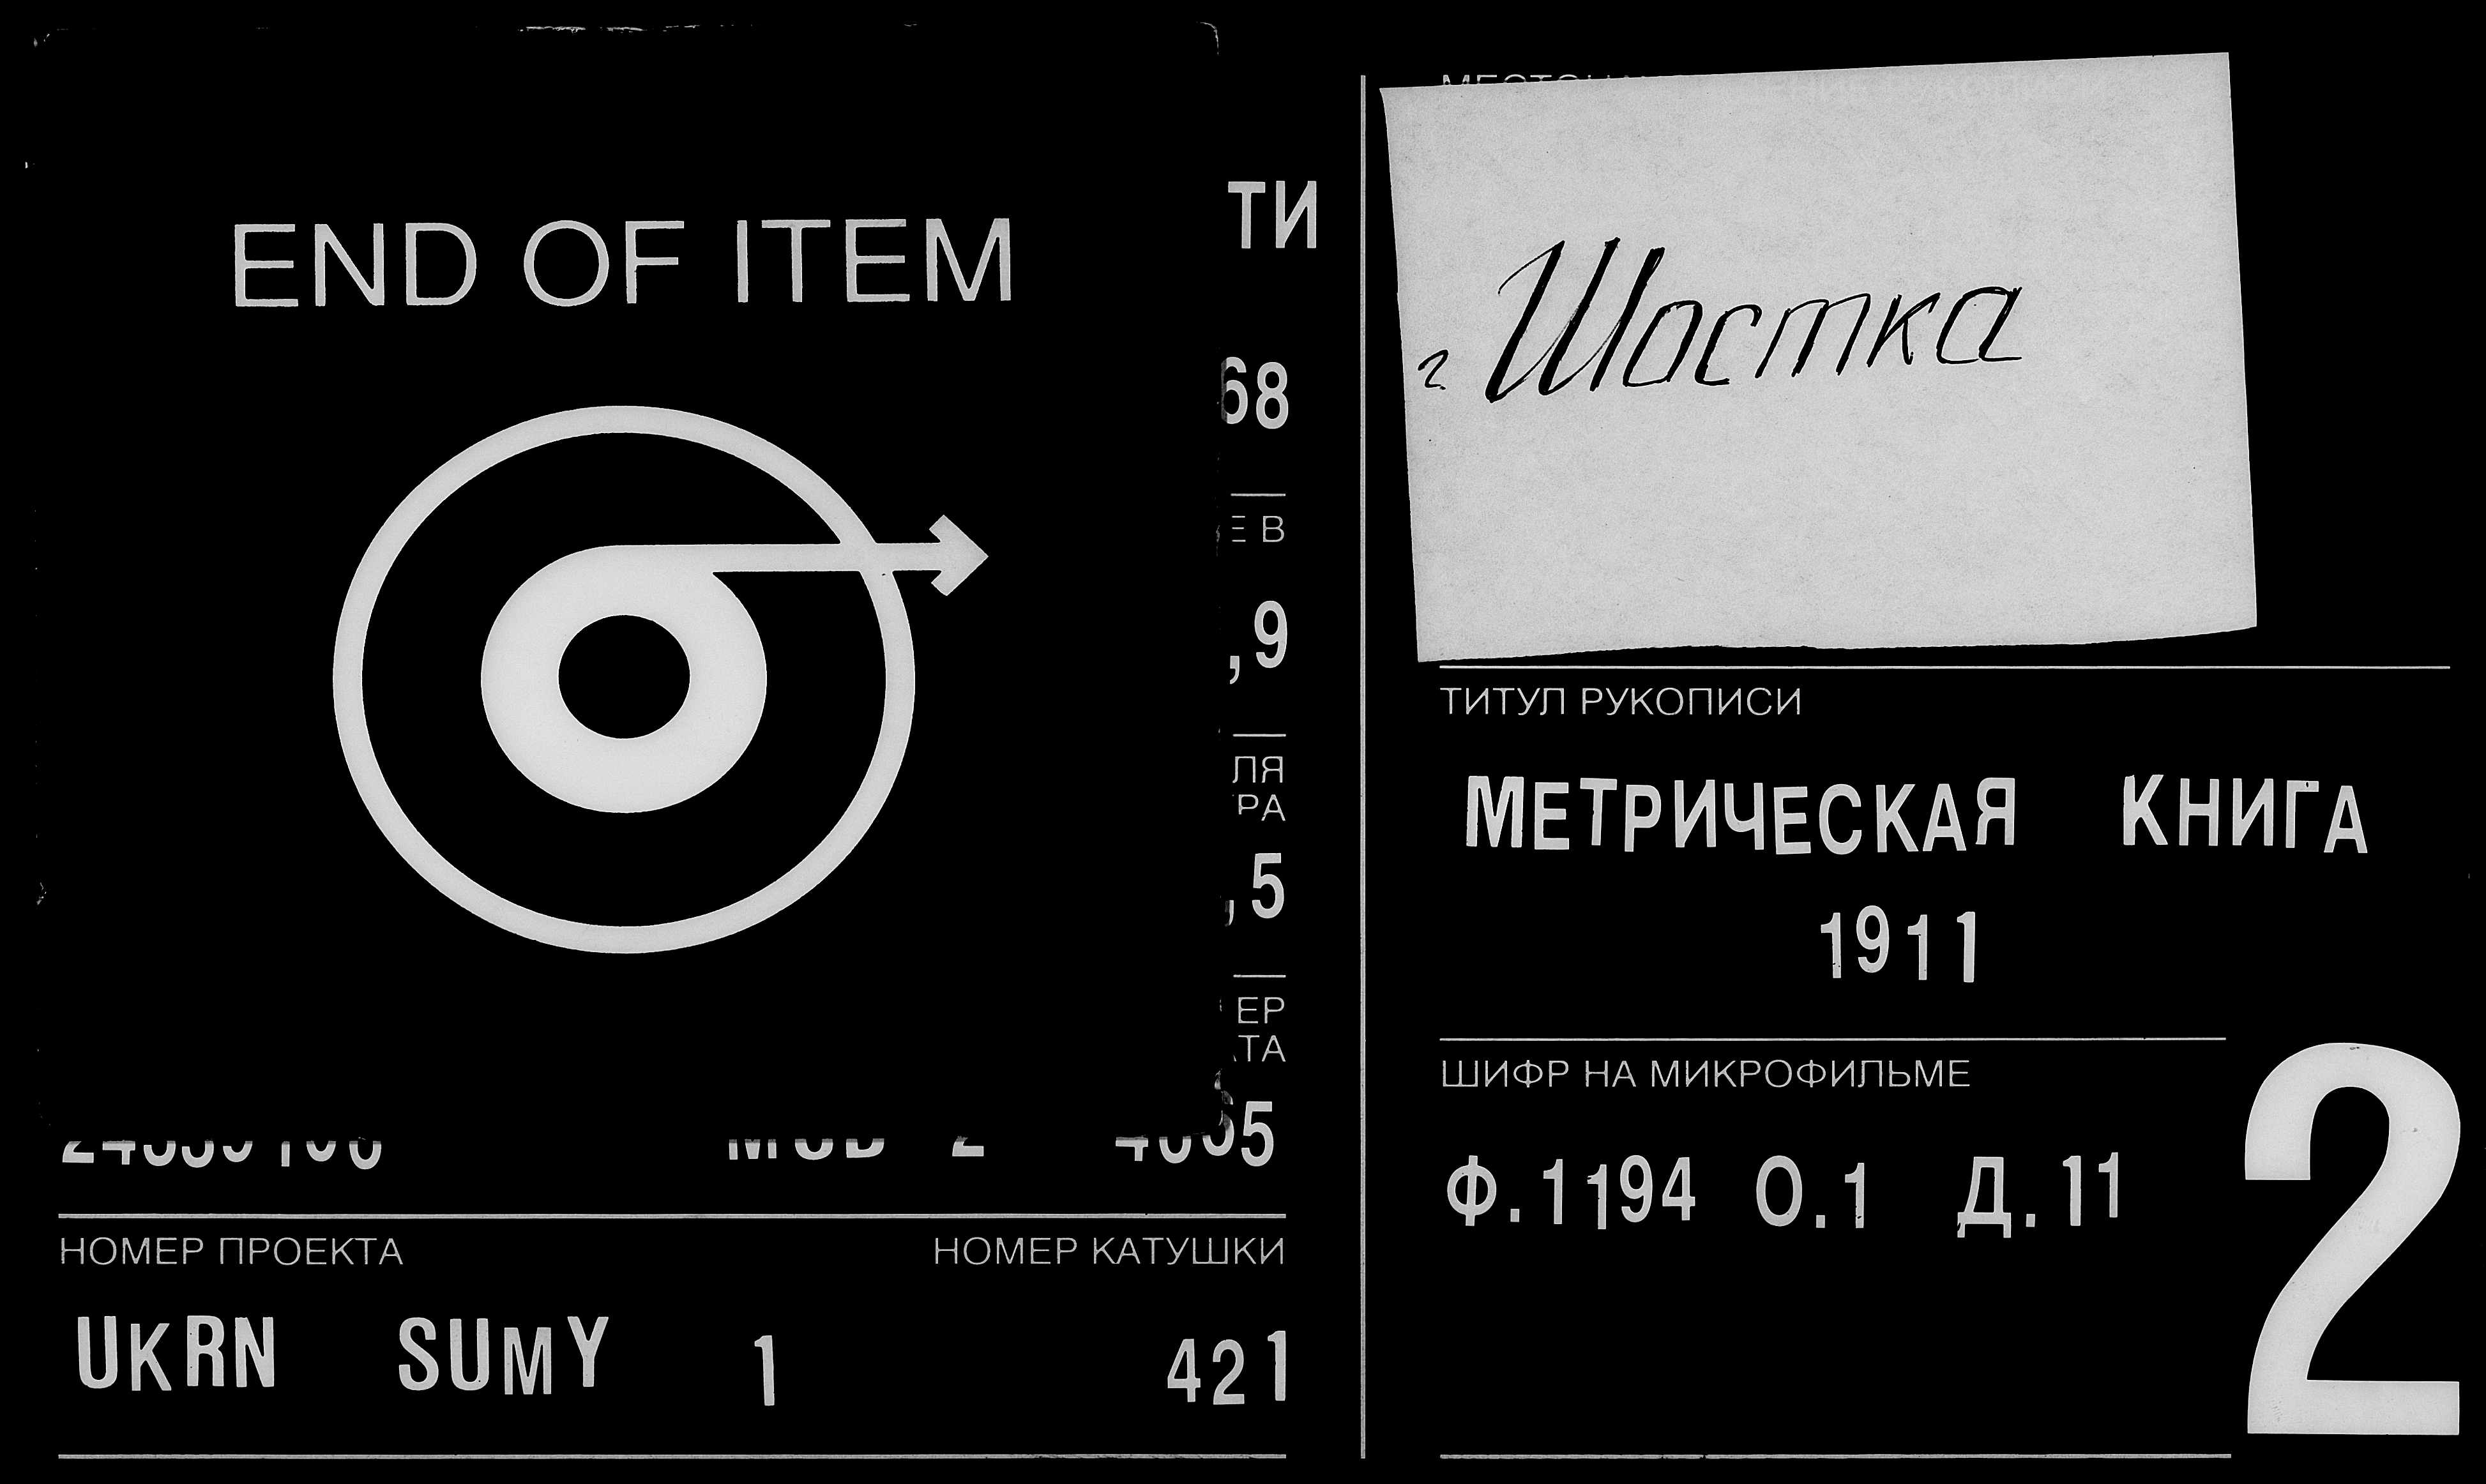 END OF ITEM
ТИ
68
ЕВ
,9
ЛЯ
РА
,5
ЕР
ТА
НОМЕР ПРОЕКТА
НОМЕР КАТУШКИ
UKRN SUMY 1
421
г Шостка
ТИТУЛ РУКОПИСИ
МЕТРИЧЕСКАЯ КНИГА
1911
ШИФР НА МИКРОФИЛЬМЕ
Ф.1194 О.1 Д.11
2